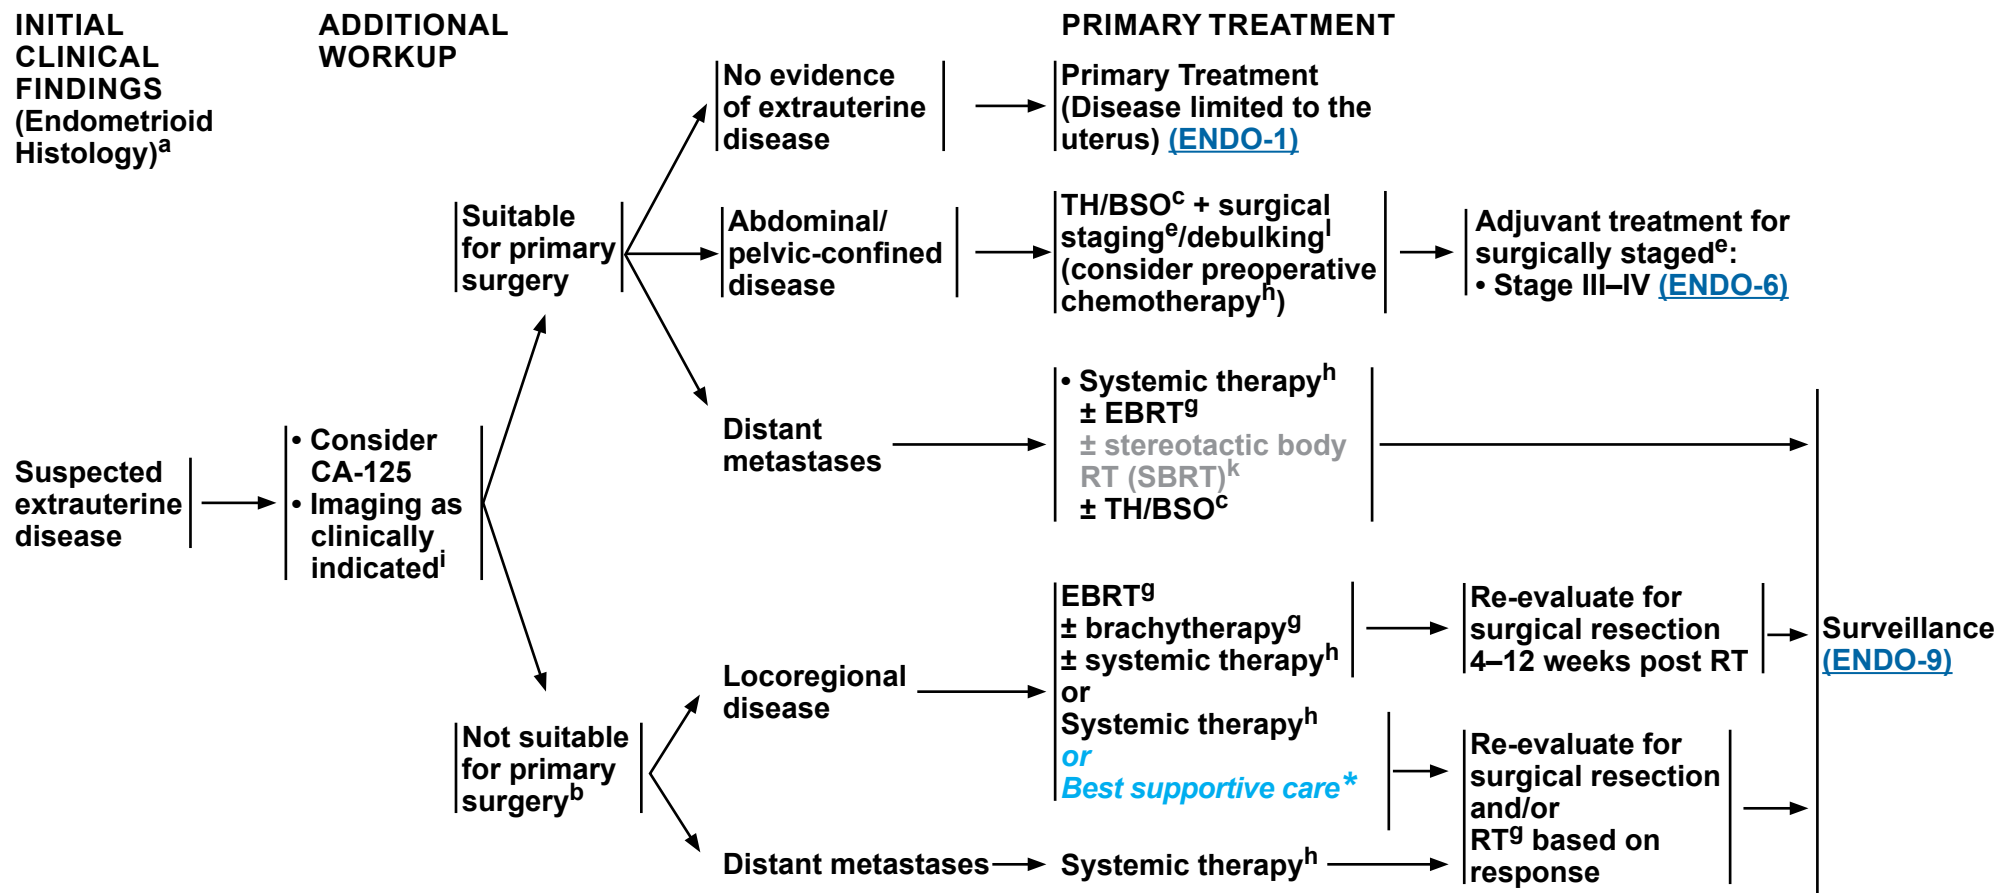 INITIAL
CLINICAL
FINDINGS
(Endometrioid
Histology)a
ADDITIONAL
WORKUP
PRIMARY TREATMENT
No evidence
of extrauterine
disease
Primary Treatment
(Disease limited to the
uterus) (ENDO-1)
Suitable
for primary
surgery
Abdominal/
pelvic-confined
disease
TH/BSOc + surgical
staginge/debulkingl
(consider preoperative
chemotherapyh)
Adjuvant treatment for
surgically stagede:
• Stage III–IV (ENDO-6)
Distant
metastases
• Systemic therapyh
± EBRTg
± stereotactic body
RT (SBRT)k
± TH/BSOc
Suspected
extrauterine
disease
• Consider
CA-125
• Imaging as
clinically
indicatedi
Not suitable
for primary
surgeryb
Locoregional
disease
EBRTg
± brachytherapyg
± systemic therapyh
or
Systemic therapyh
or
Best supportive care*
Re-evaluate for
surgical resection
4–12 weeks post RT
Surveillance
(ENDO-9)
Distant metastases
Systemic therapyh
Re-evaluate for
surgical resection
and/or
RTg based on
response